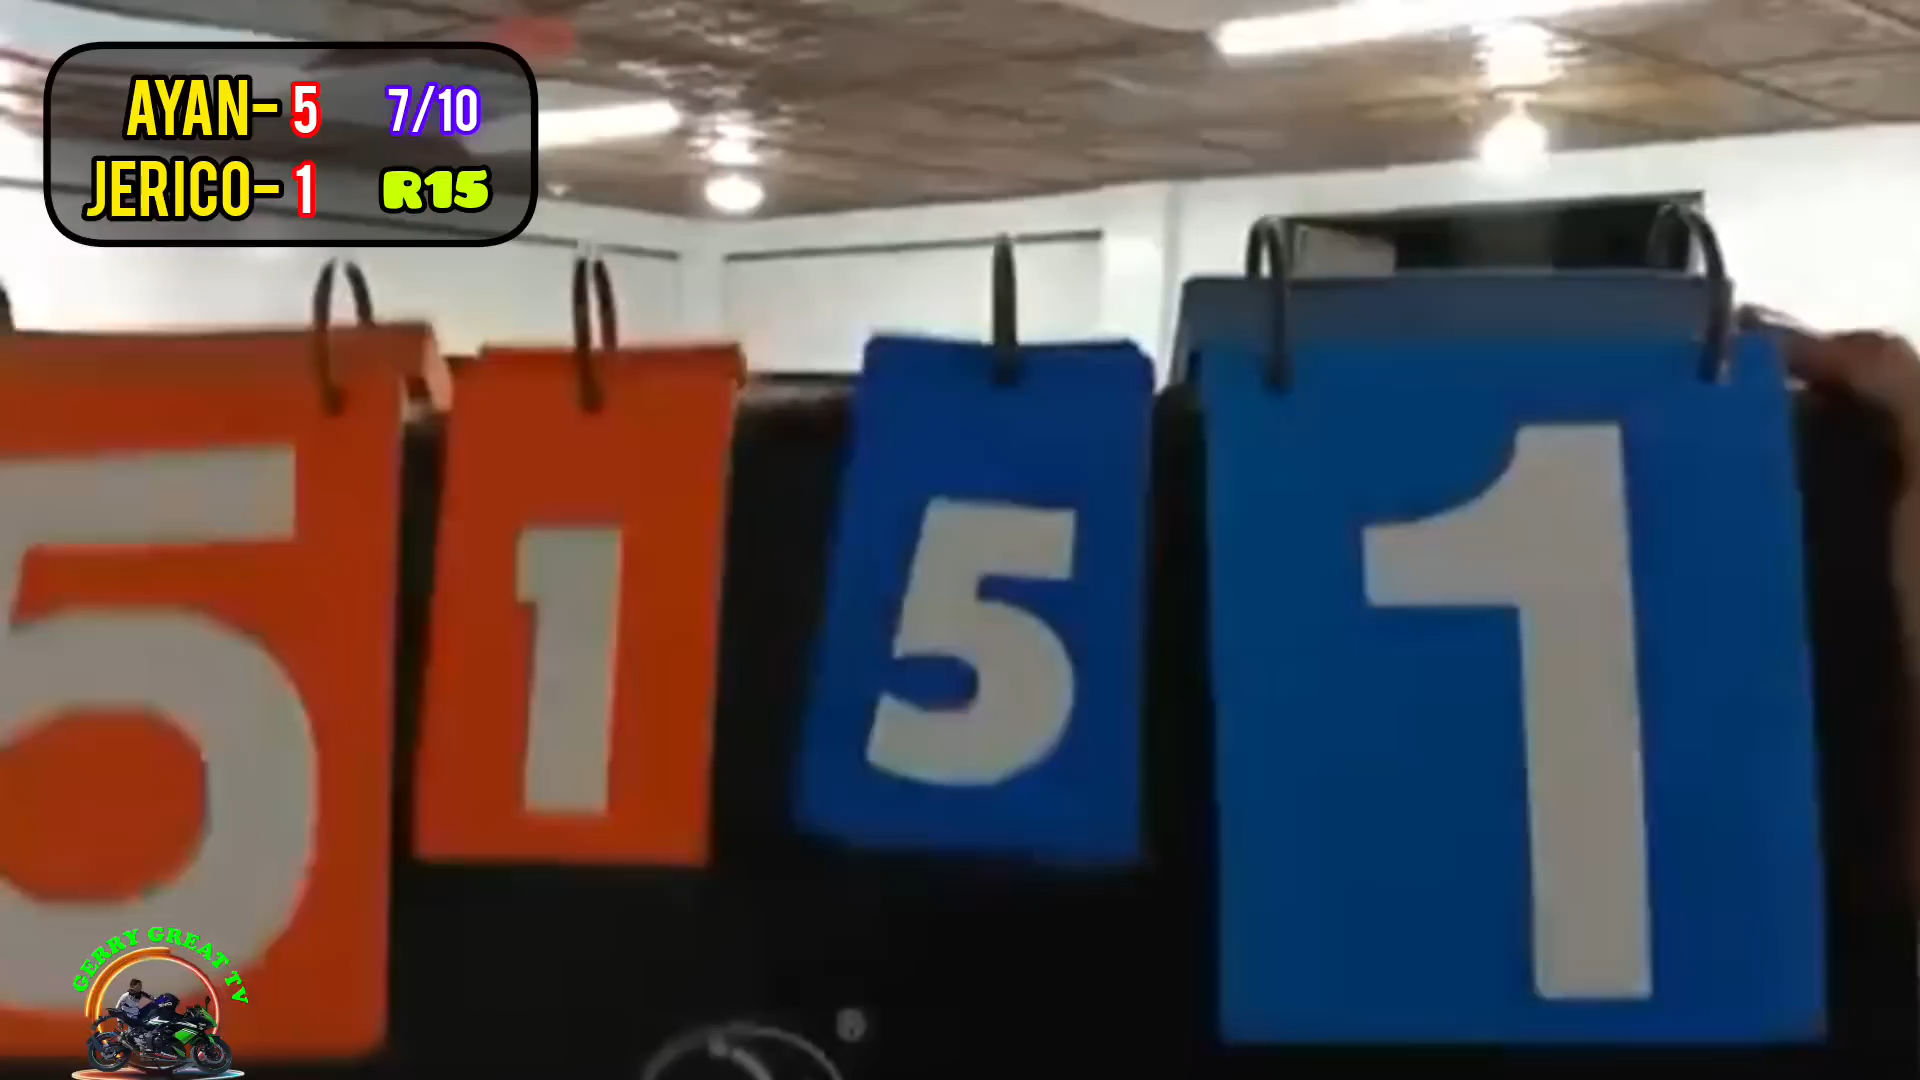 AYAN- 5 7/10
JERICO- 1 R15
5 1 5 1
GERRY GREAT TV